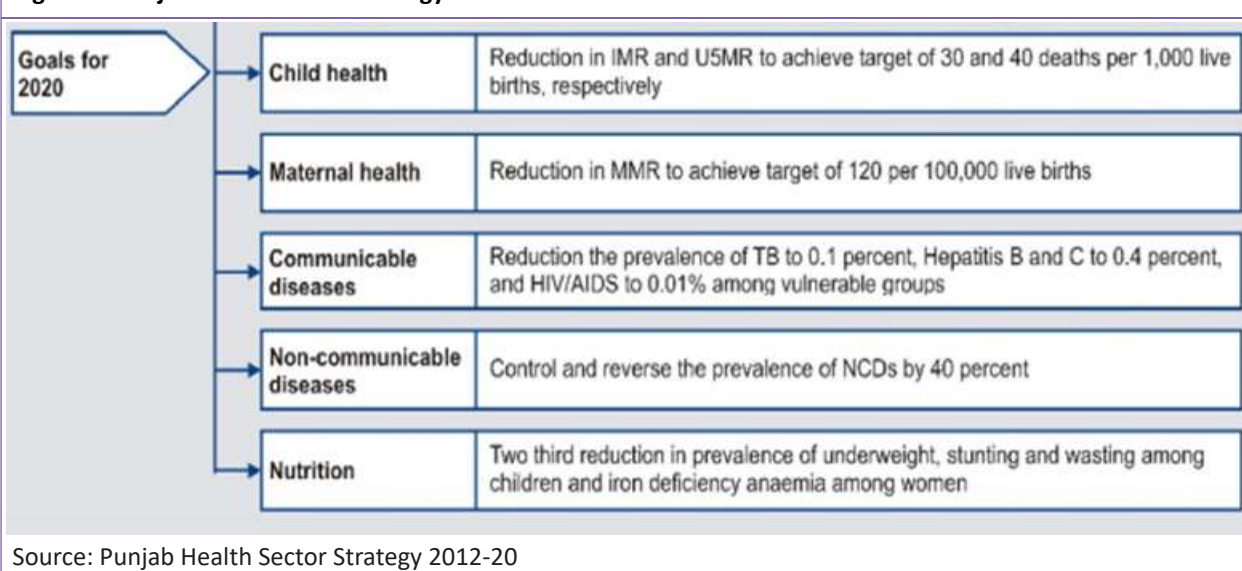 Goals for
2020
Child health
Reduction in IMR and U5MR to achieve target of 30 and 40 deaths per 1,000 live
births, respectively
Maternal health
Reduction in MMR to achieve target of 120 per 100,000 live births
Communicable
diseases
Reduction the prevalence of TB to 0.1 percent, Hepatitis B and C to 0.4 percent,
and HIV/AIDS to 0.01% among vulnerable groups
Non-communicable
diseases
Control and reverse the prevalence of NCDs by 40 percent
Nutrition
Two third reduction in prevalence of underweight, stunting and wasting among
children and iron deficiency anaemia among women
Source: Punjab Health Sector Strategy 2012-20